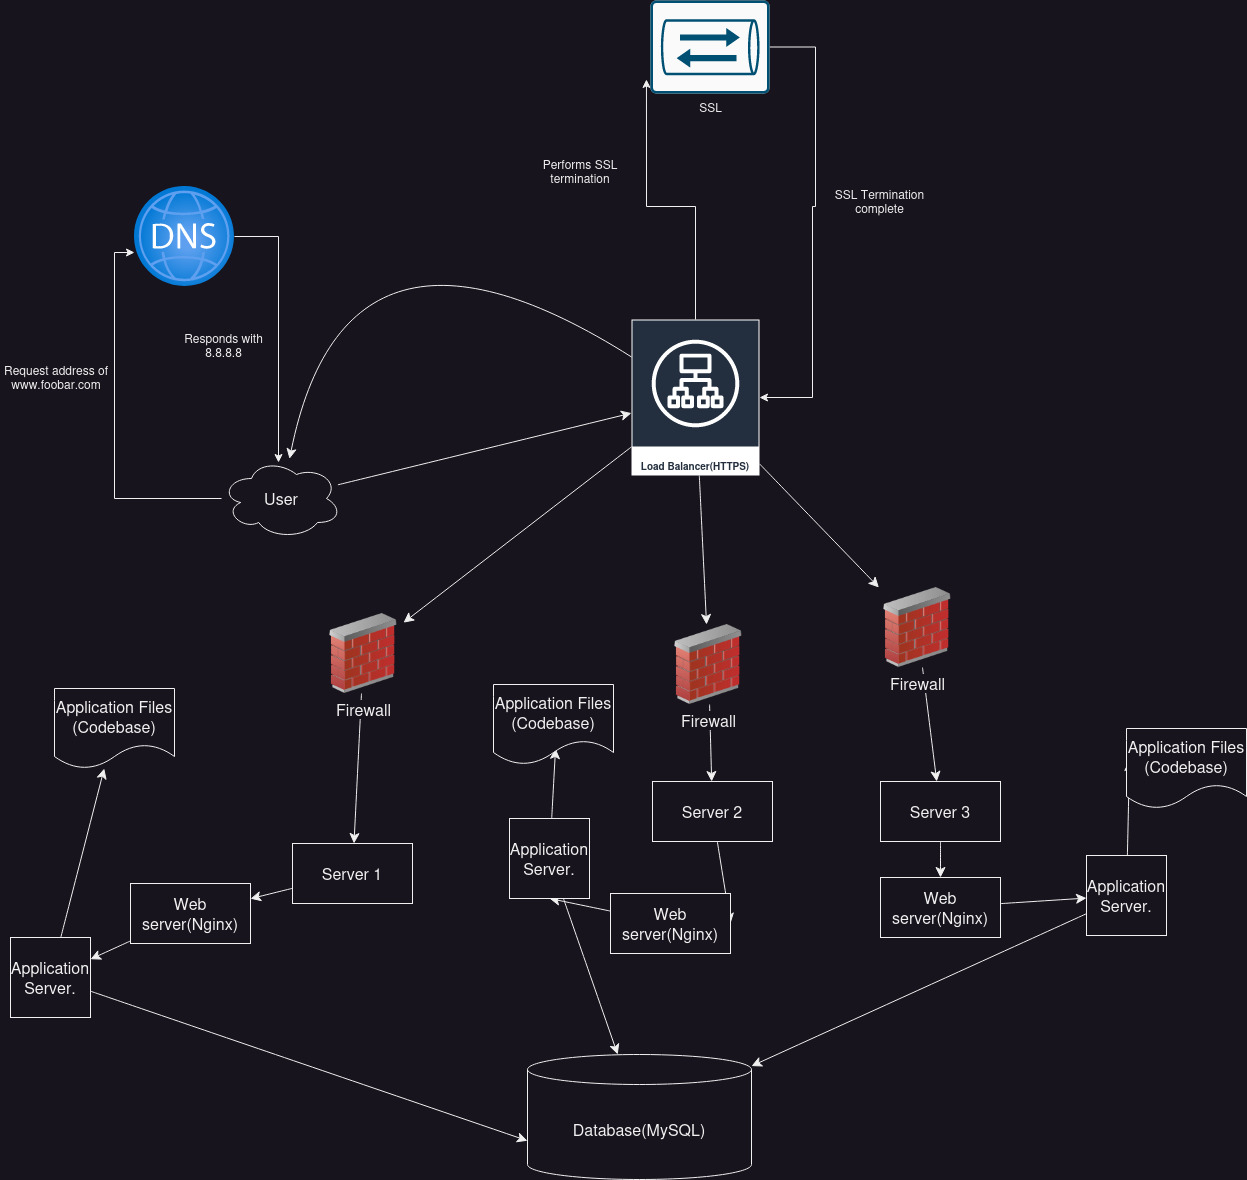 SSL
Performs SSL
termination
SSL Termination
complete
DNS
Responds with
8.8.8.8
Request address of
www.foobar.com
User
Load Balancer(HTTPS)
Firewall
Firewall
Firewall
Application Files
(Codebase)
Application Files
(Codebase)
Application Files
(Codebase)
Server 1
Server 2
Server 3
Web
server(Nginx)
Application
Server.
Application
Server.
Web
server(Nginx)
Web
server(Nginx)
Application
Server.
Database(MySQL)